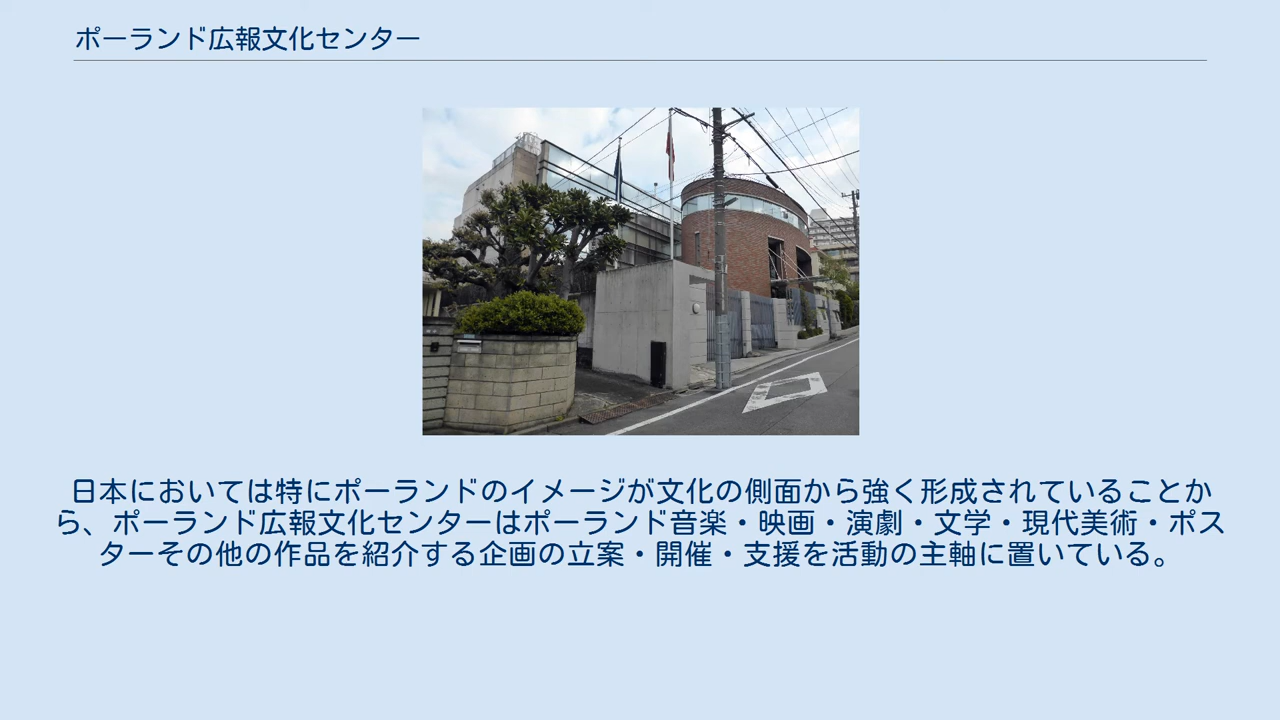 ポーランド広報文化センター
日本においては特にポーランドのイメージが文化の側面から強く形成されていることか
ら、ポーランド広報文化センターはポーランド音楽・映画・演劇・文学・現代美術・ポス
ターその他の作品を紹介する企画の立案・開催・支援を活動の主軸に置いている。